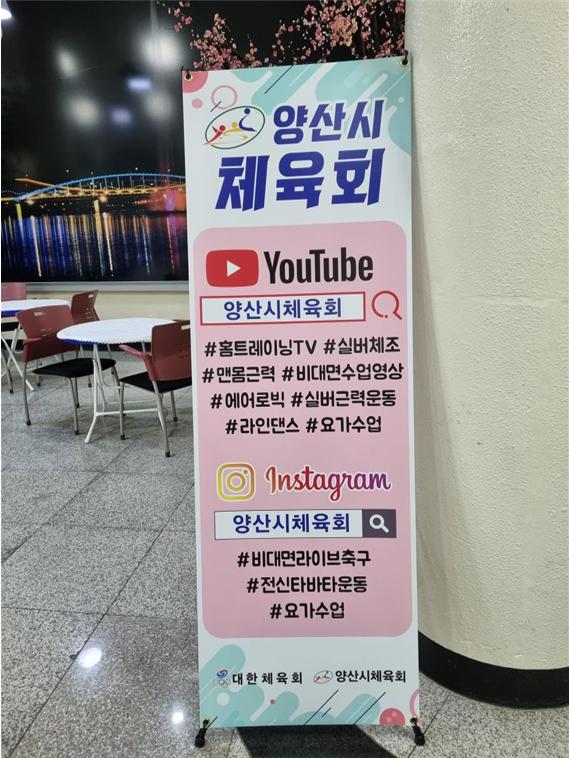 양산시
체육회
YouTube
양산시체육회
#홈트레이닝TV #실버체조
#맨몸근력 #비대면수업영상
#에어로빅 #실버근력운동
#라인댄스 #요가수업
Instagram
양산시체육회
#비대면라이브축구
#전신타바타운동
#요가수업
대한체육회 양산시체육회